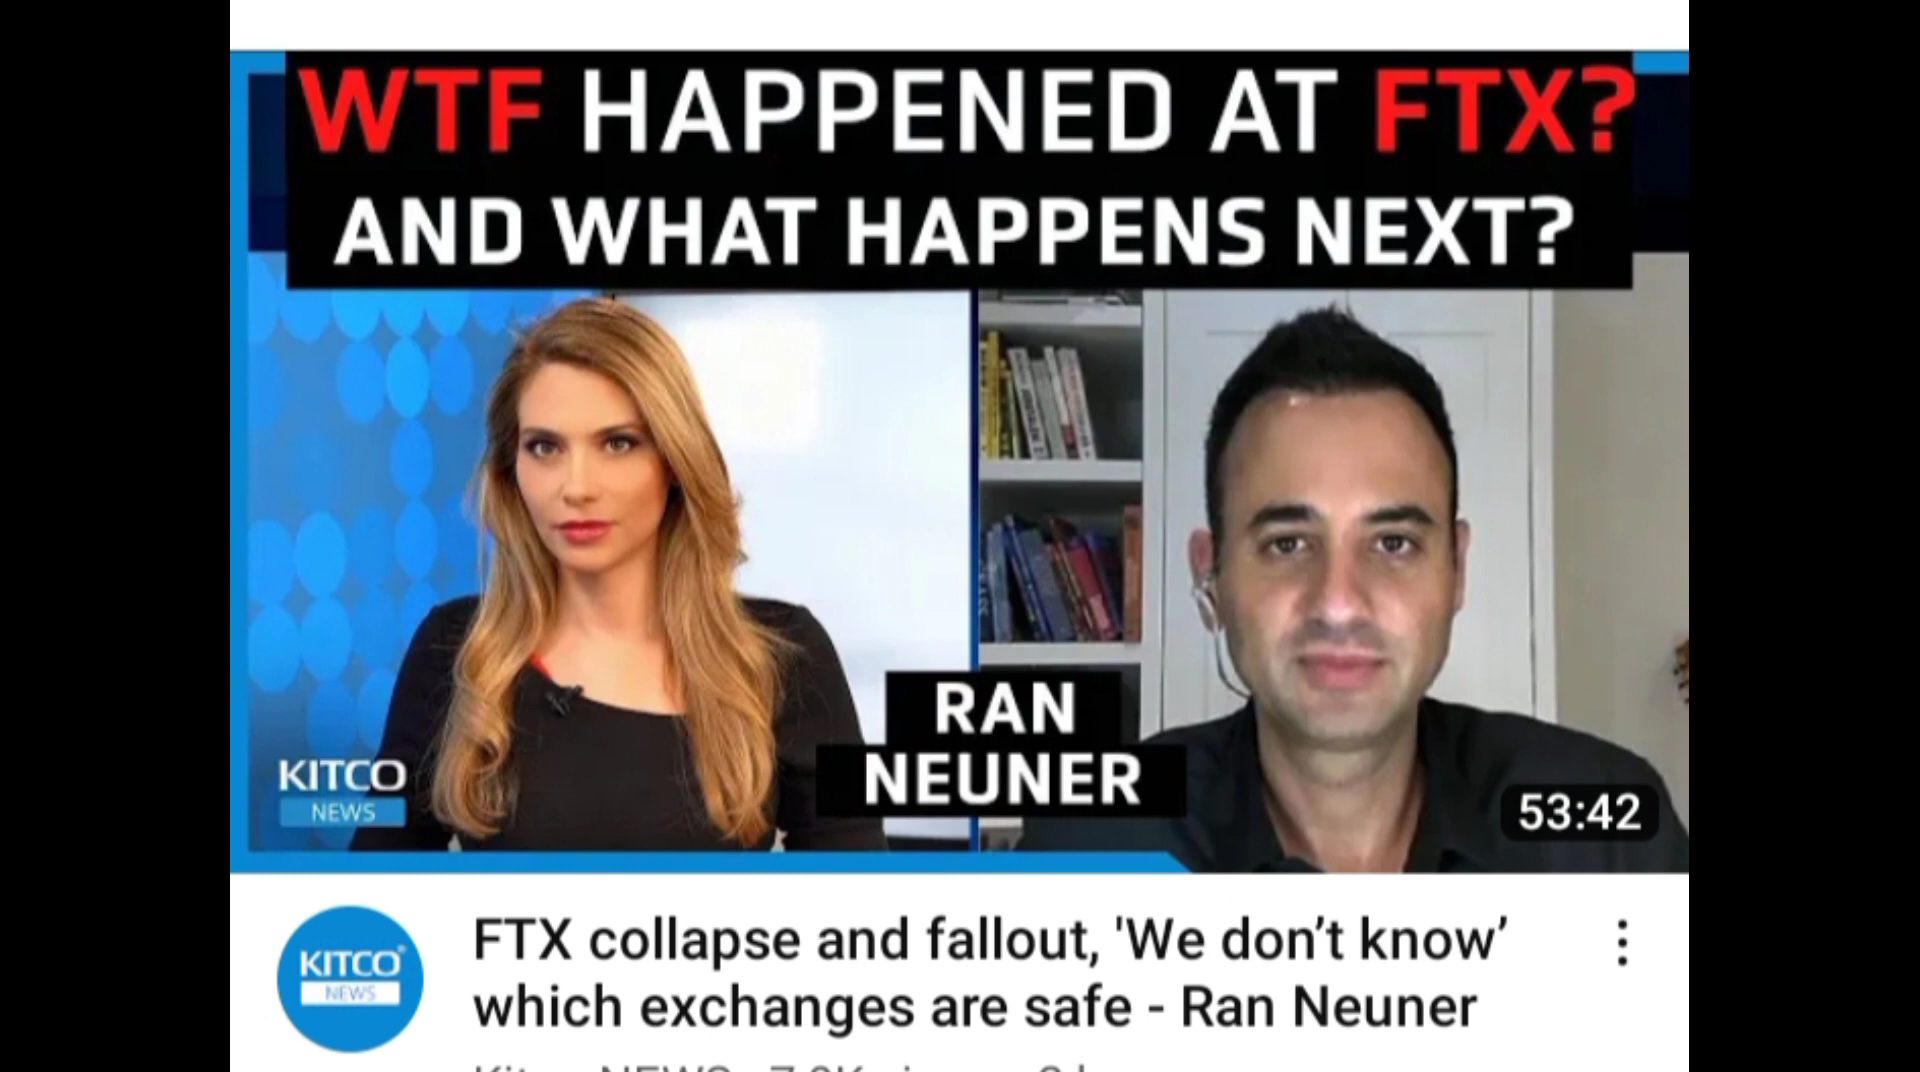 WTF HAPPENED AT FTX?
AND WHAT HAPPENS NEXT?
RAN
NEUNER
KITCO
NEWS
53:42
KITCO
NEWS
FTX collapse and fallout, 'We don’t know’
which exchanges are safe - Ran Neuner